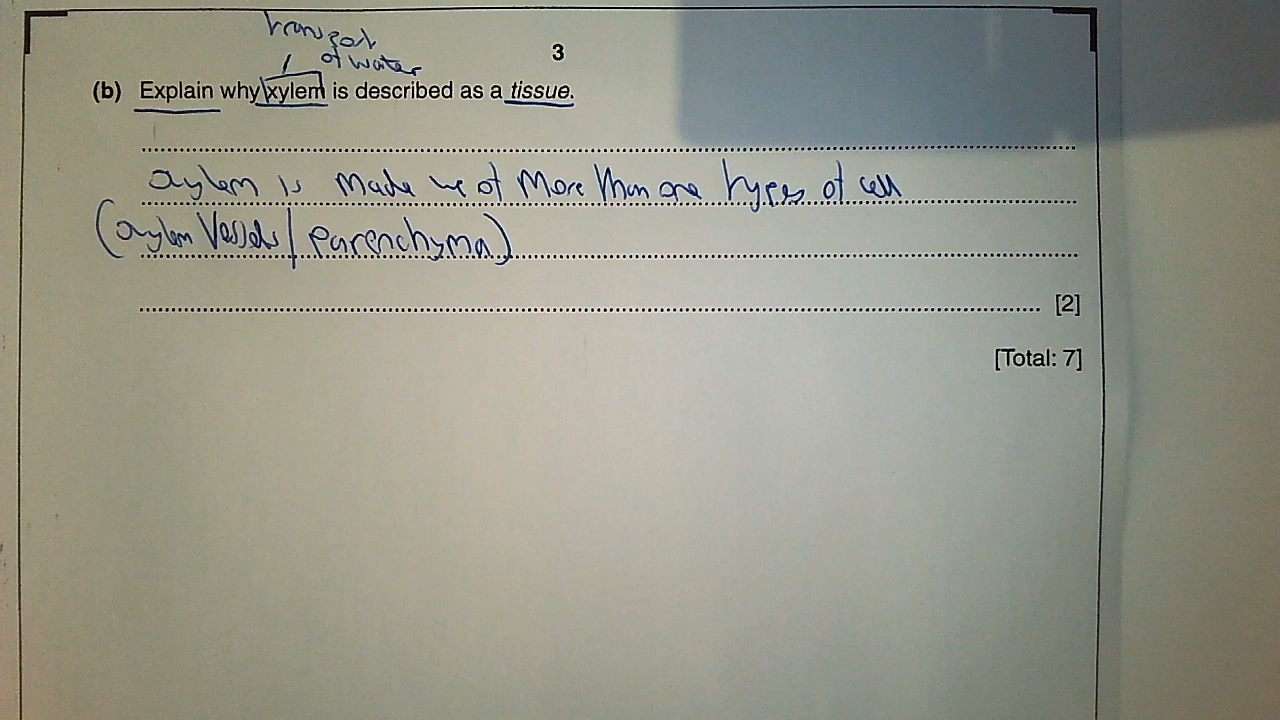 transpot
of water
3
(b) Explain why xylem is described as a tissue.
xylem is made up of more than one types of cell
(xylem vessels / parenchyma)
[2]
[Total: 7]